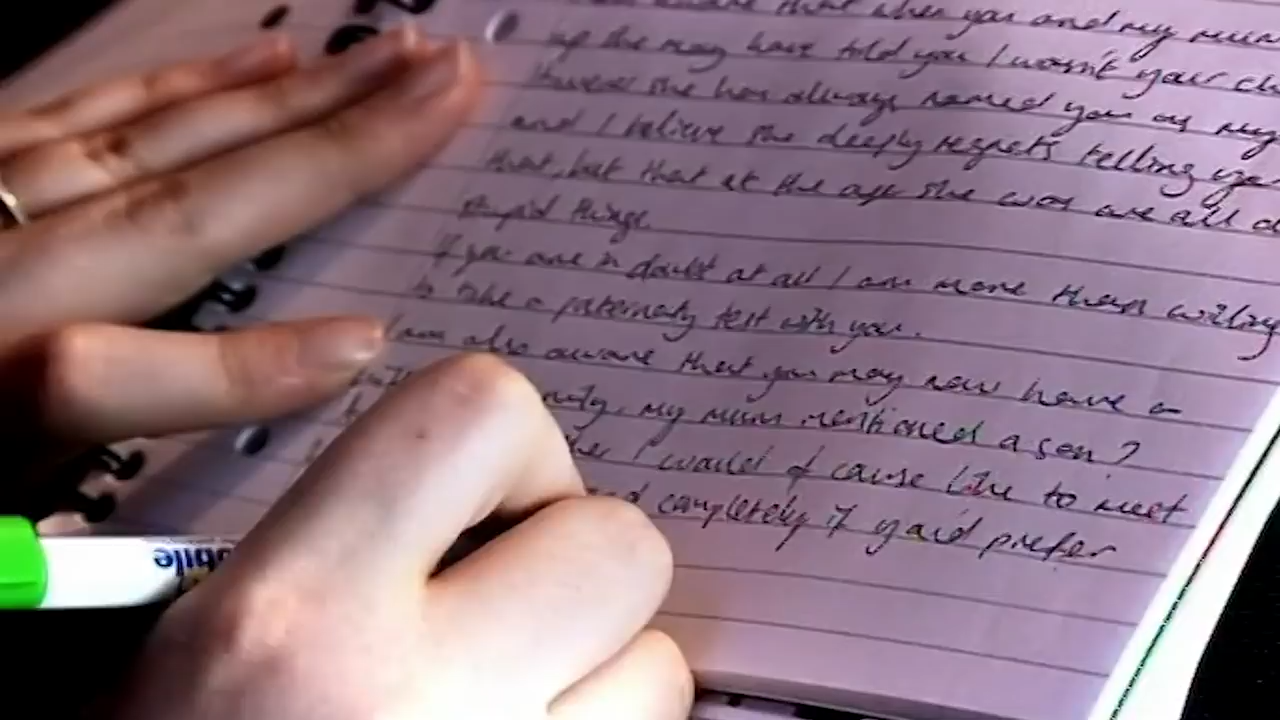 aware that when you and my mum
up she may have told you I wasn't your
However she has always named you as my
and I believe she deeply regrets telling you
that, but that at the age she was we all
stupid things.
If you are in doubt at all I am more than willing
to take a paternity test with you.
I am also aware that you may now have a
my mum mentioned a son?
I would of cause like to meet
completely if you'd prefer
bile